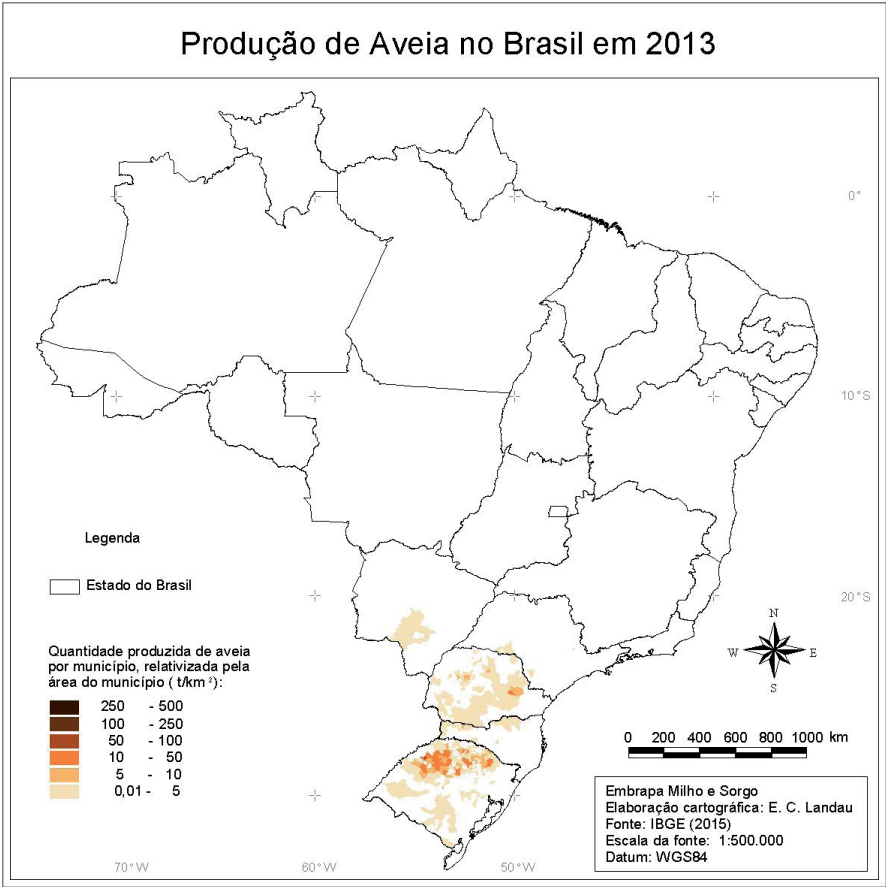 Produção de Aveia no Brasil em 2013
0°
10°S
20°S
Legenda
Estado do Brasil
N
W E
S
Quantidade produzida de aveia
por município, relativizada pela
área do município ( t/km²):
250 - 500
100 - 250
50 - 100
10 - 50
5 - 10
0,01 - 5
0 200 400 600 800 1000 km
Embrapa Milho e Sorgo
Elaboração cartográfica: E. C. Landau
Fonte: IBGE (2015)
Escala da fonte: 1:500.000
Datum: WGS84
70°W 60°W 50°W